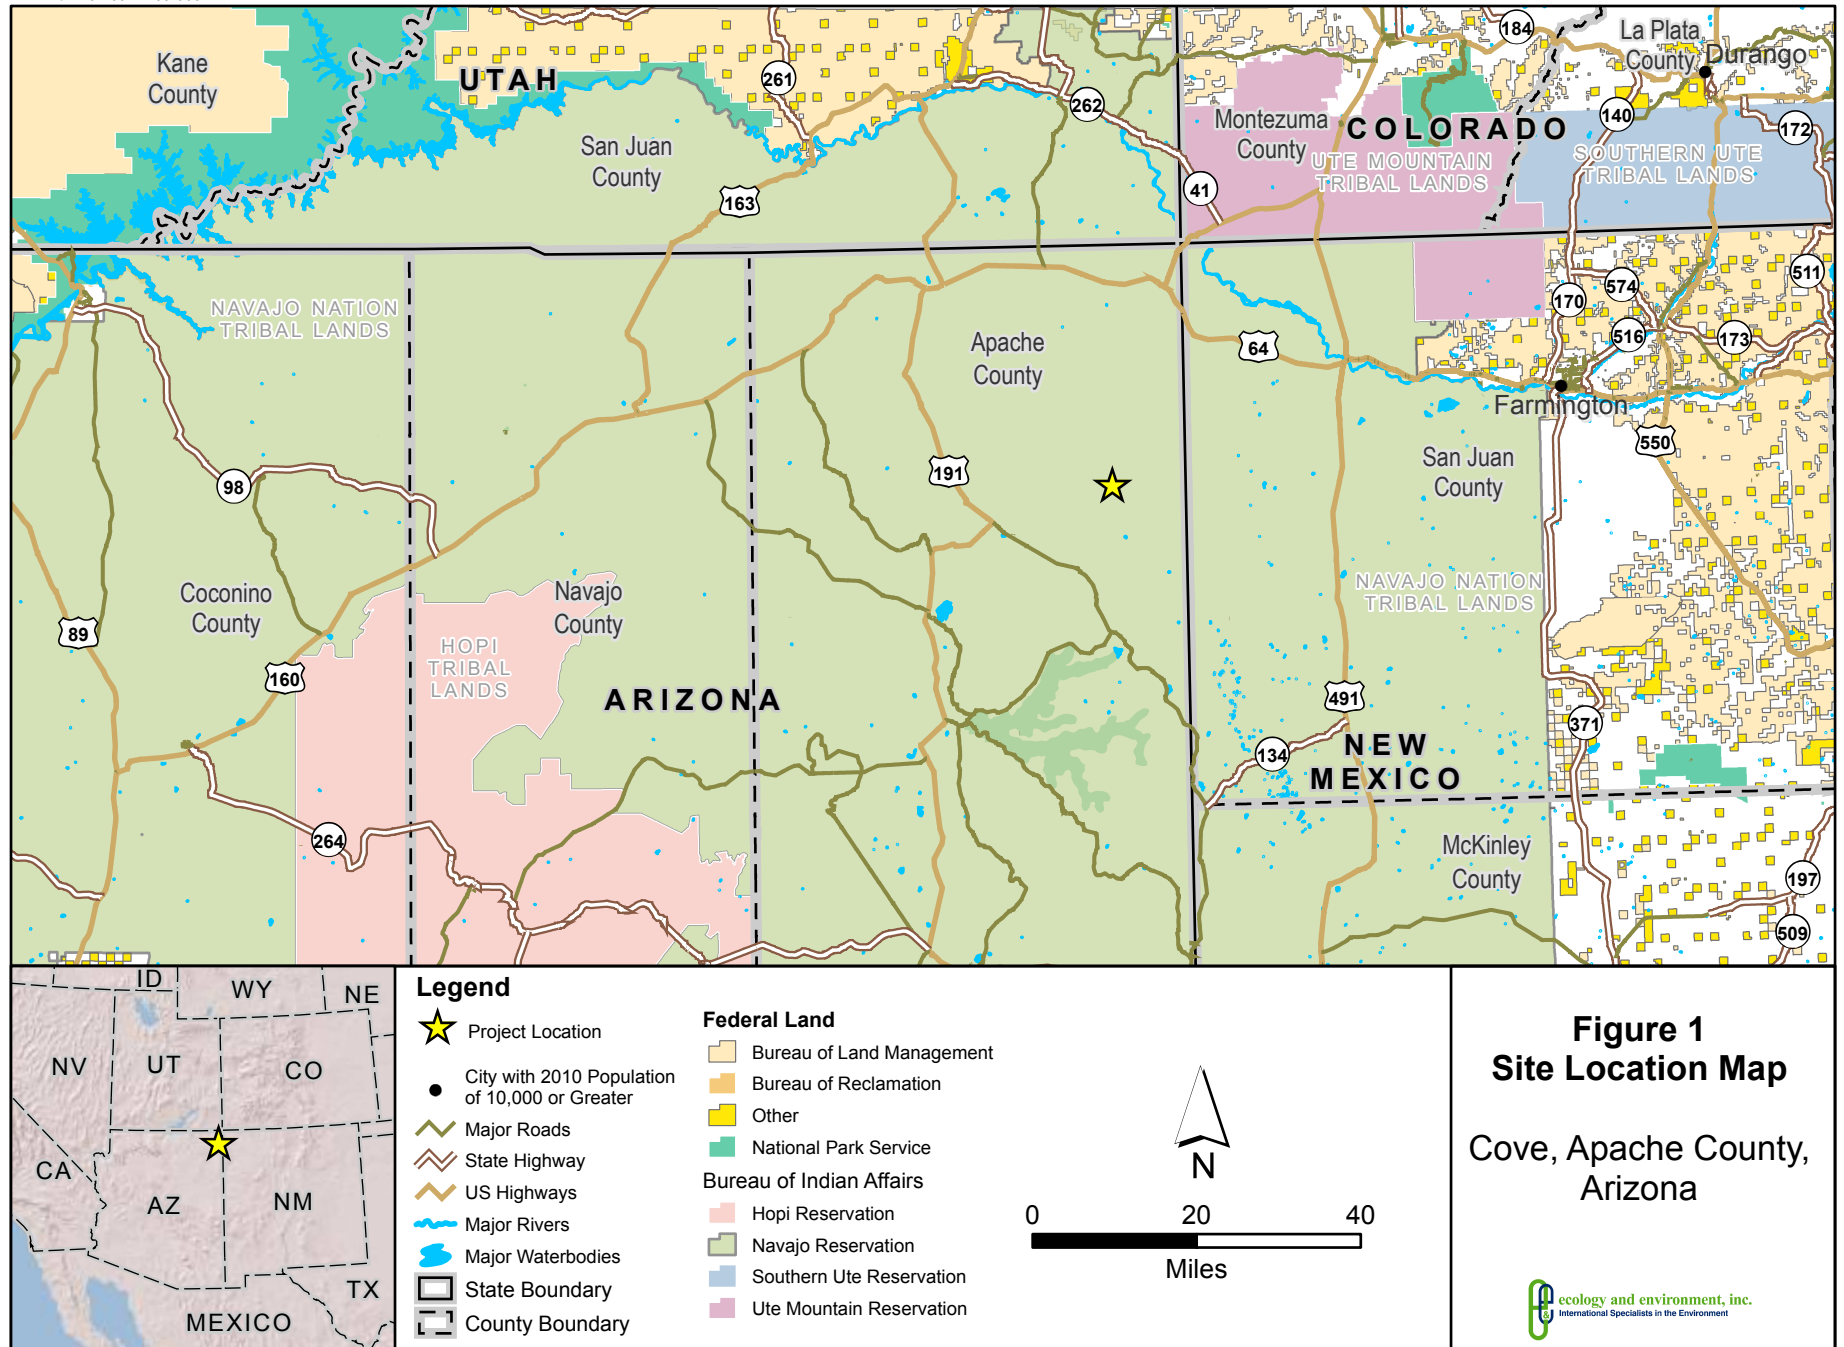 Kane
County
UTAH
261
262
184
La Plata
County
Durango
San Juan
County
163
Montezuma
County
COLORADO
140
172
UTE MOUNTAIN
TRIBAL LANDS
SOUTHERN UTE
TRIBAL LANDS
41
NAVAJO NATION
TRIBAL LANDS
511
574
170
516
173
Apache
County
64
Farmington
550
191
98
San Juan
County
Coconino
County
Navajo
County
NAVAJO NATION
TRIBAL LANDS
89
HOPI
TRIBAL
LANDS
160
ARIZONA
491
371
134
NEW
MEXICO
264
McKinley
County
197
509
ID
WY
NE
NV
UT
CO
CA
AZ
NM
TX
MEXICO
Legend
Project Location
City with 2010 Population
of 10,000 or Greater
Major Roads
State Highway
US Highways
Major Rivers
Major Waterbodies
State Boundary
County Boundary
Federal Land
Bureau of Land Management
Bureau of Reclamation
Other
National Park Service
Bureau of Indian Affairs
Hopi Reservation
Navajo Reservation
Southern Ute Reservation
Ute Mountain Reservation
N
0 20 40
Miles
Figure 1
Site Location Map
Cove, Apache County,
Arizona
ecology and environment, inc.
International Specialists in the Environment